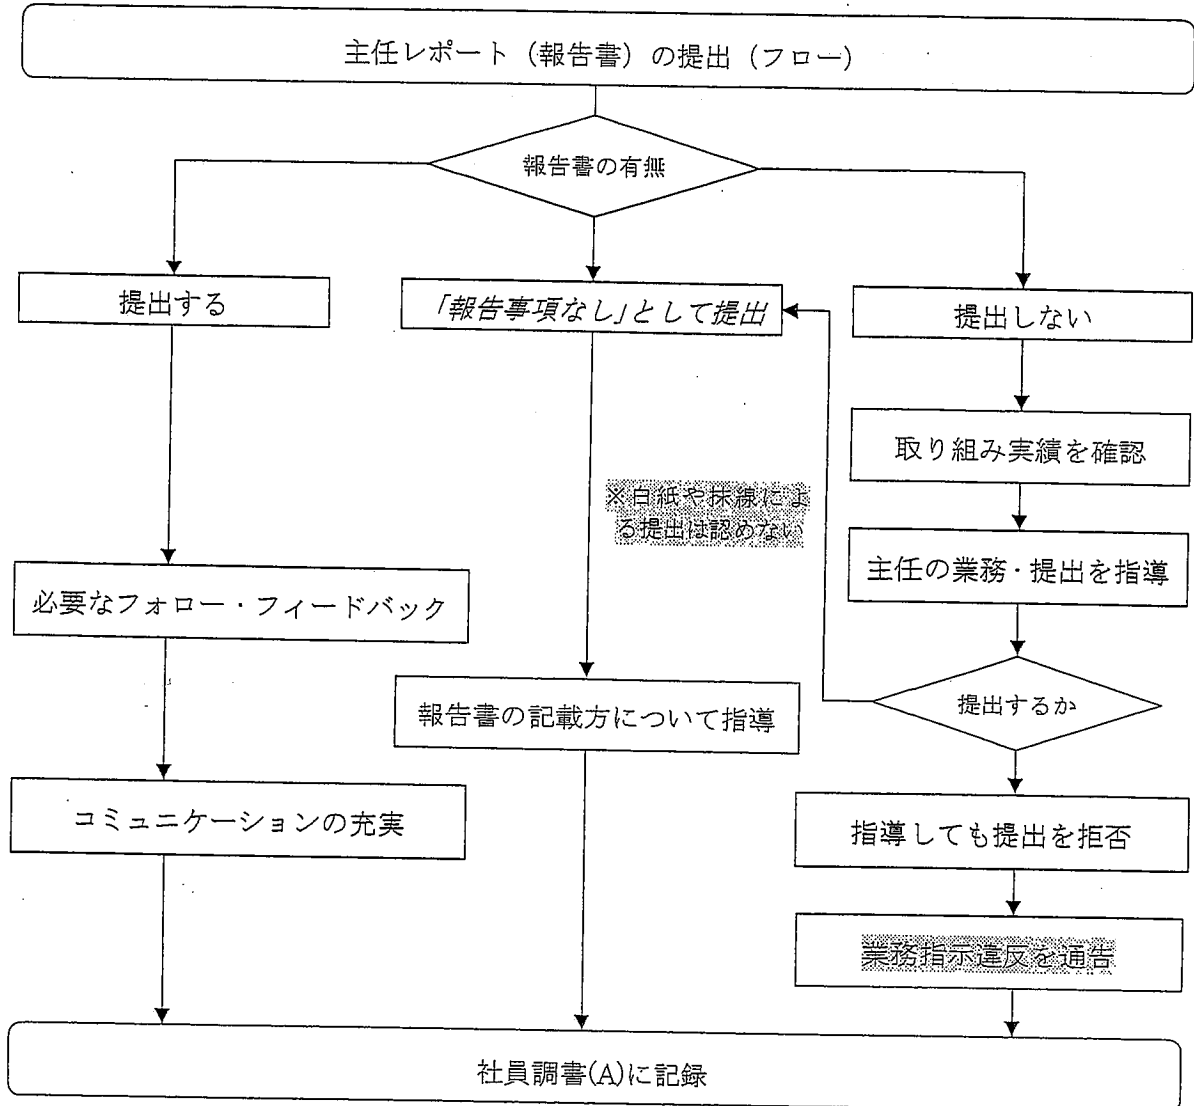 主任レポート（報告書）の提出（フロー）
報告書の有無
提出する
「報告事項なし」として提出
提出しない
取り組み実績を確認
※白紙や抹線によ
る提出は認めない
主任の業務・提出を指導
必要なフォロー・フィードバック
報告書の記載方について指導
提出するか
コミュニケーションの充実
指導しても提出を拒否
業務指示違反を通告
社員調書(A)に記録